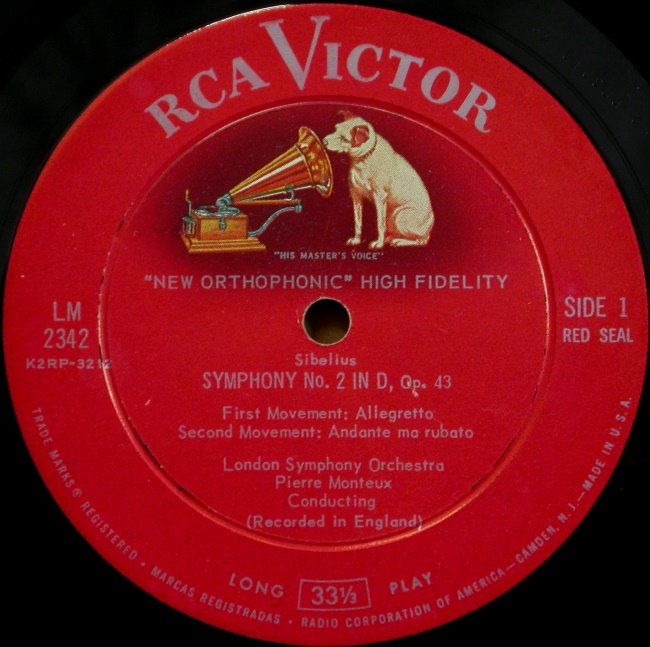 RCA VICTOR
"HIS MASTER'S VOICE"
"NEW ORTHOPHONIC" HIGH FIDELITY
LM
2342
K2RP-3212
SIDE 1
RED SEAL
Sibelius
SYMPHONY No. 2 IN D, Op. 43
First Movement: Allegretto
Second Movement: Andante ma rubato
London Symphony Orchestra
Pierre Monteux
Conducting
(Recorded in England)
LONG 33⅓ PLAY
TRADE MARKS ® REGISTERED • MARCAS REGISTRADAS • RADIO CORPORATION OF AMERICA—CAMDEN, N. J.—MADE IN U. S. A.